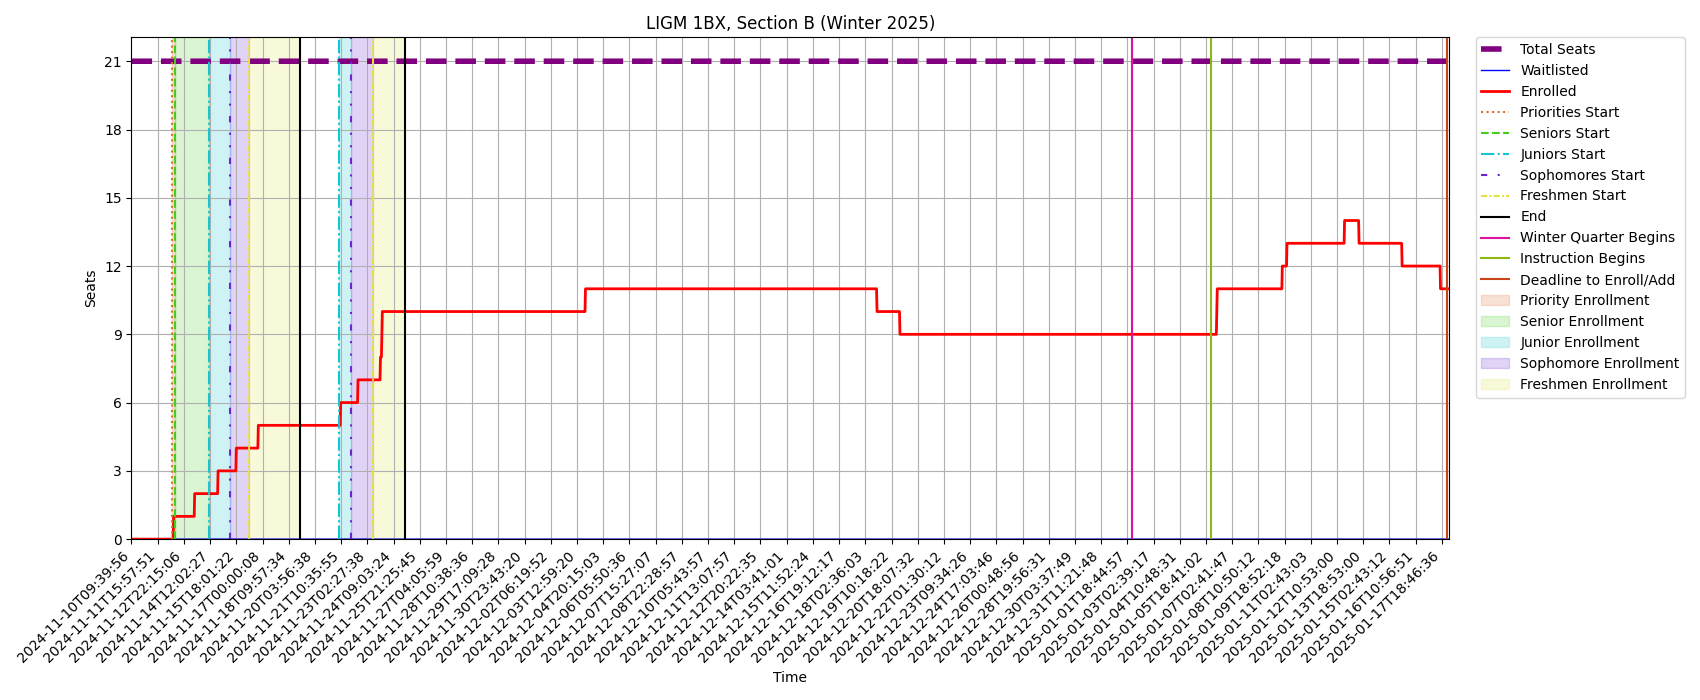 LIGM 1BX, Section B (Winter 2025)
21
18
15
12
9
6
3
0
Seats
2024-11-10T09:39:56
2024-11-11T15:57:51
2024-11-12T22:15:06
2024-11-14T12:02:27
2024-11-15T18:01:22
2024-11-17T00:00:08
2024-11-18T09:57:34
2024-11-20T03:56:38
2024-11-21T10:35:55
2024-11-23T02:27:38
2024-11-24T09:03:24
2024-11-25T21:25:45
2024-11-27T04:05:59
2024-11-28T10:38:36
2024-11-29T17:09:28
2024-11-30T23:43:20
2024-12-02T06:19:52
2024-12-03T12:59:20
2024-12-04T20:15:03
2024-12-06T05:50:36
2024-12-07T15:27:07
2024-12-08T22:28:57
2024-12-10T05:43:57
2024-12-11T13:07:57
2024-12-12T20:22:35
2024-12-14T03:41:01
2024-12-15T11:52:24
2024-12-16T19:12:17
2024-12-18T02:36:03
2024-12-19T10:18:22
2024-12-20T18:07:32
2024-12-22T01:30:12
2024-12-23T09:34:26
2024-12-24T17:03:46
2024-12-26T00:48:56
2024-12-28T19:56:31
2024-12-30T03:37:49
2024-12-31T11:21:48
2025-01-01T18:44:57
2025-01-03T02:39:17
2025-01-04T10:48:31
2025-01-05T18:41:02
2025-01-07T02:41:47
2025-01-08T10:50:12
2025-01-09T18:52:18
2025-01-11T02:43:03
2025-01-12T10:53:00
2025-01-13T18:53:00
2025-01-15T02:43:12
2025-01-16T10:56:51
2025-01-17T18:46:36
Time
Total Seats
Waitlisted
Enrolled
Priorities Start
Seniors Start
Juniors Start
Sophomores Start
Freshmen Start
End
Winter Quarter Begins
Instruction Begins
Deadline to Enroll/Add
Priority Enrollment
Senior Enrollment
Junior Enrollment
Sophomore Enrollment
Freshmen Enrollment